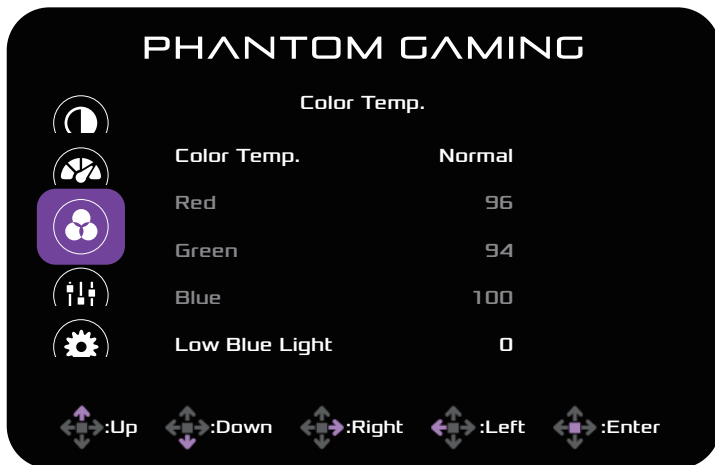 PHANTOM GAMING
Color Temp.
Color Temp. Normal
Red 96
Green 94
Blue 100
Low Blue Light 0
:Up :Down :Right :Left :Enter